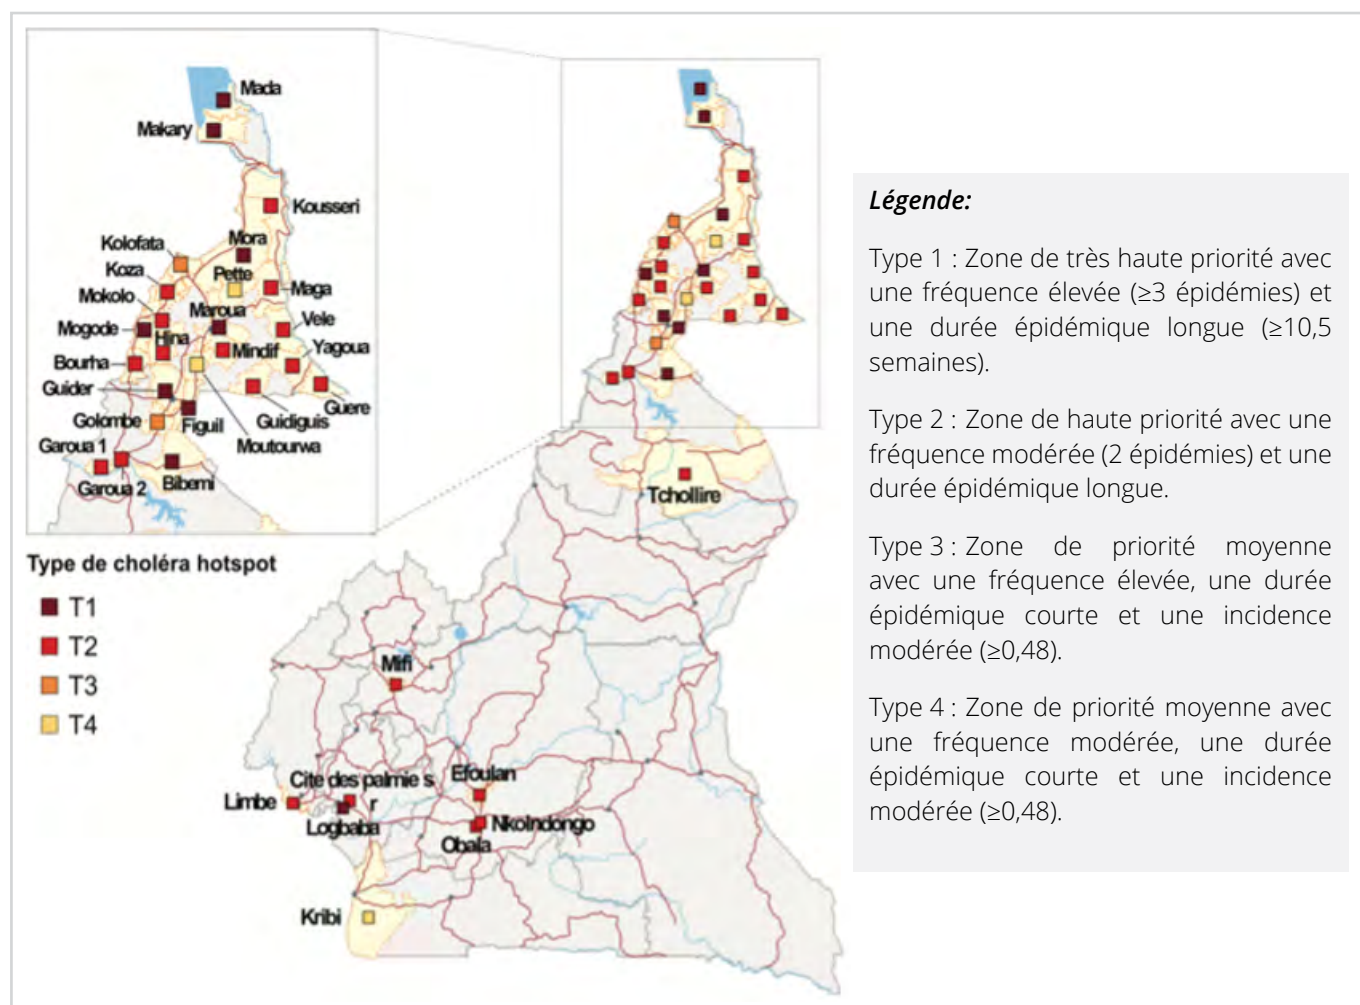 Mada
Makary
Kousseri
Kolofata
Mora
Koza
Pette
Mokolo
Maga
Maroua
Mogode
Hina
Vele
Mindif
Yagoua
Bourha
Guider
Guere
Golombe
Figuil
Guidiguis
Moutourwa
Garoua 1
Garoua 2
Bibemi
Tchollire
Type de choléra hotspot
T1
T2
T3
T4
Mifi
Cite des palmie s
r
Efoulan
Limbe
Logbaba
Nkolndongo
Obala
Kribi
Légende:
Type 1 : Zone de très haute priorité avec
une fréquence élevée (≥3 épidémies) et
une durée épidémique longue (≥10,5
semaines).
Type 2 : Zone de haute priorité avec une
fréquence modérée (2 épidémies) et une
durée épidémique longue.
Type 3 : Zone de priorité moyenne
avec une fréquence élevée, une durée
épidémique courte et une incidence
modérée (≥0,48).
Type 4 : Zone de priorité moyenne avec
une fréquence modérée, une durée
épidémique courte et une incidence
modérée (≥0,48).